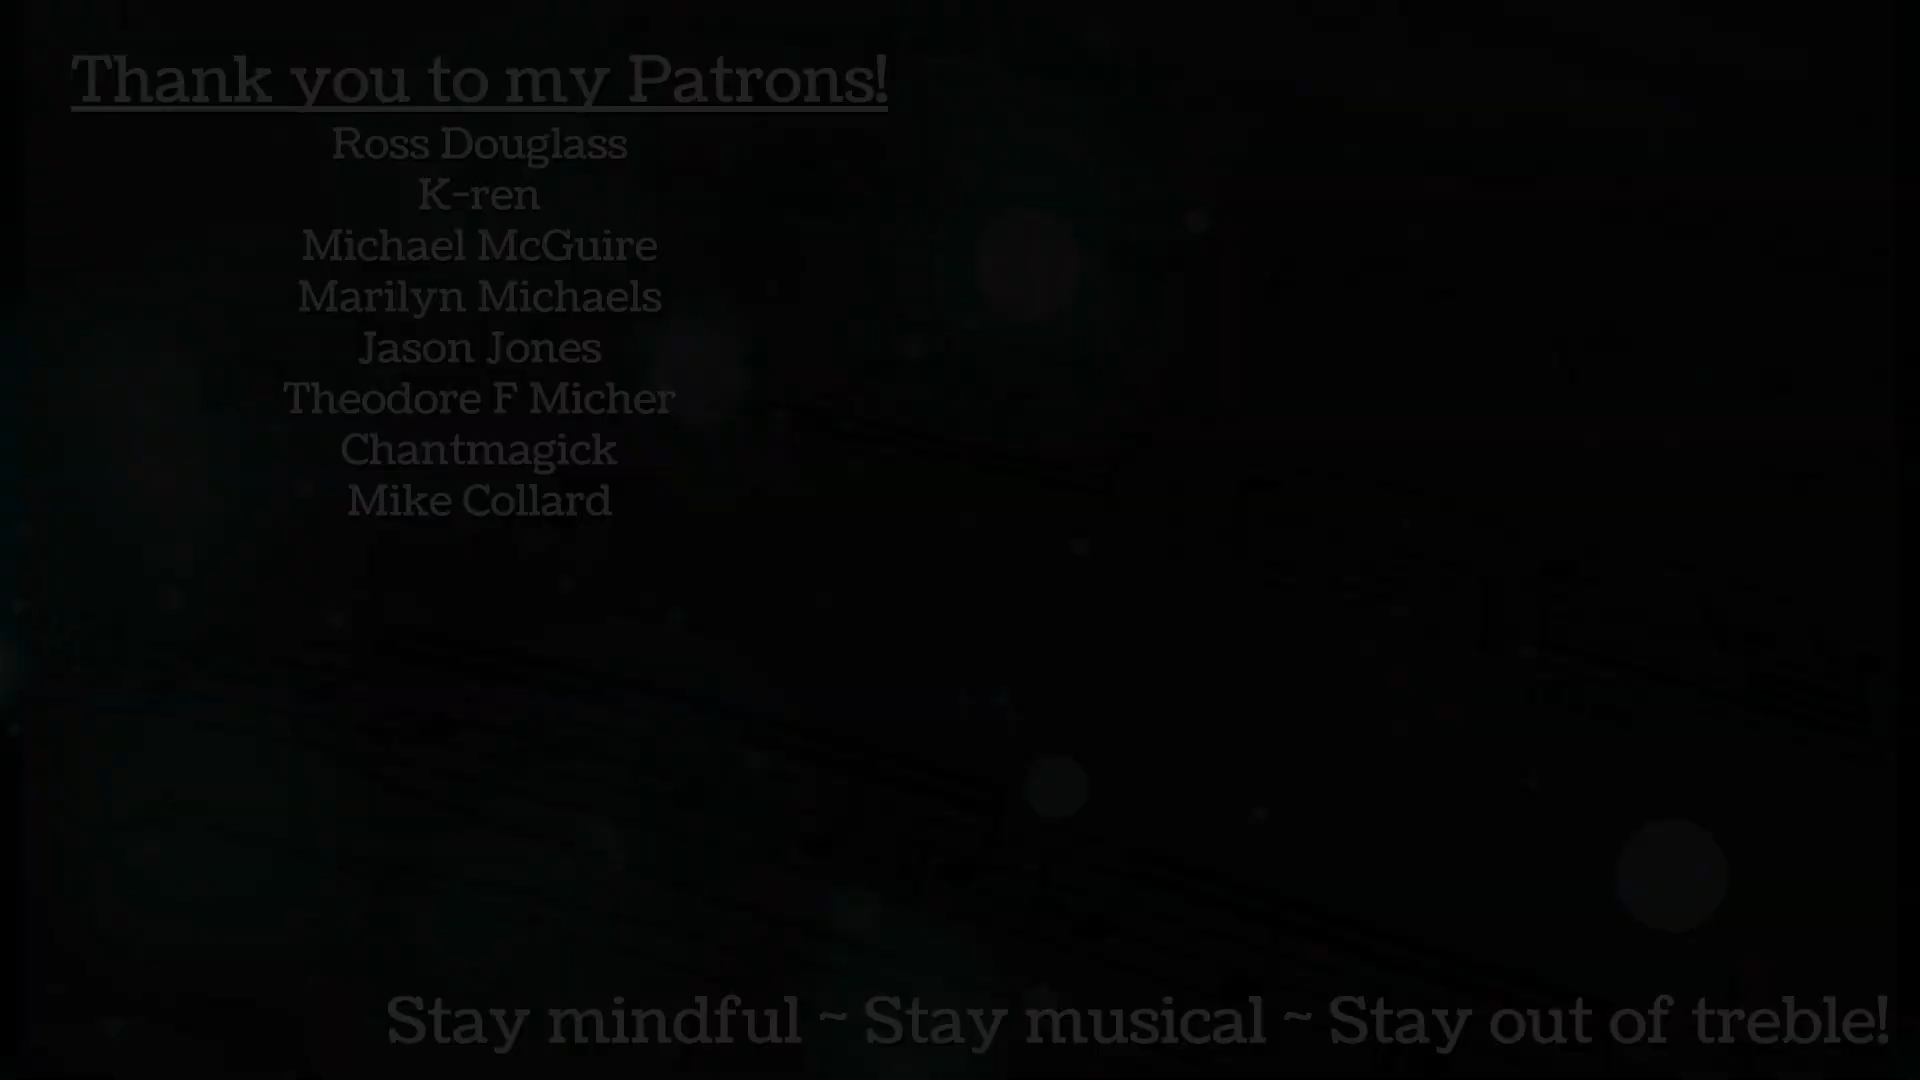 Thank you to my Patrons!
Ross Douglass
K-ren
Michael McGuire
Marilyn Michaels
Jason Jones
Theodore F Micher
Chantmagick
Mike Collard
Stay mindful ~ Stay musical ~ Stay out of treble!